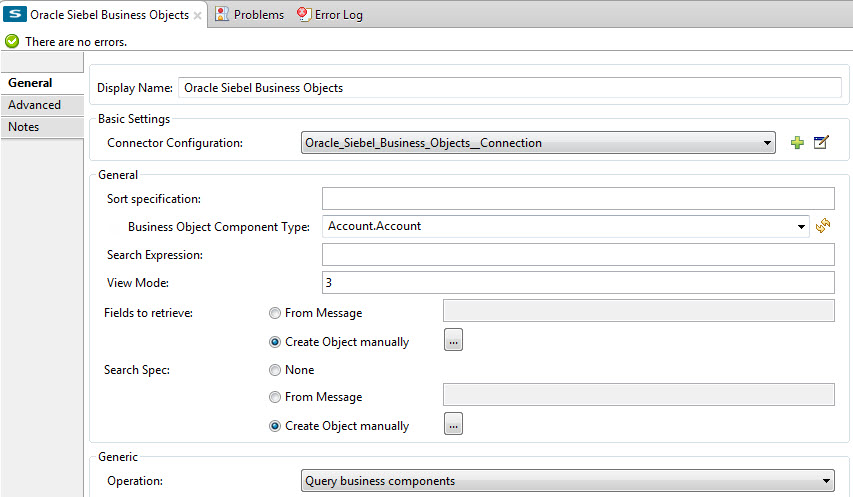 S Oracle Siebel Business Objects Problems Error Log
There are no errors.
General
Advanced
Notes
Display Name: Oracle Siebel Business Objects
Basic Settings
Connector Configuration: Oracle_Siebel_Business_Objects__Connection
General
Sort specification:
Business Object Component Type: Account.Account
Search Expression:
View Mode: 3
Fields to retrieve: From Message
Create Object manually ...
Search Spec: None
From Message
Create Object manually ...
Generic
Operation: Query business components